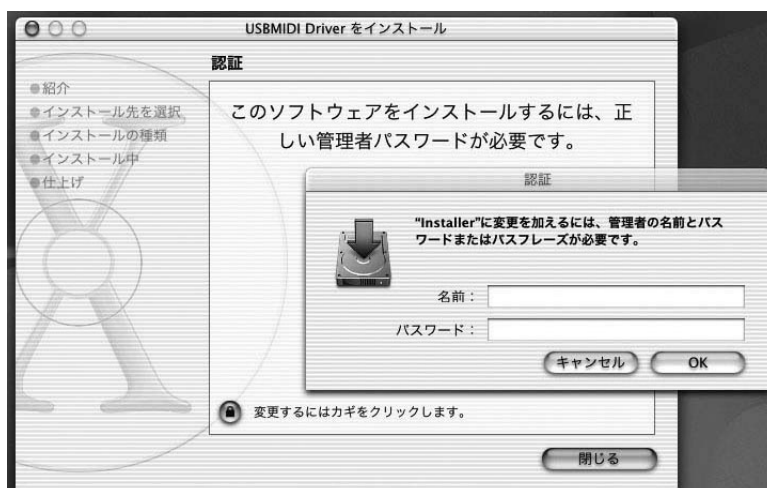 USBMIDI Driver をインストール
認証
紹介
インストール先を選択
インストールの種類
インストール中
仕上げ
このソフトウェアをインストールするには、正
しい管理者パスワードが必要です。
認証
“Installer”に変更を加えるには、管理者の名前とパス
ワードまたはパスフレーズが必要です。
名前：
パスワード：
キャンセル
OK
変更するにはカギをクリックします。
閉じる